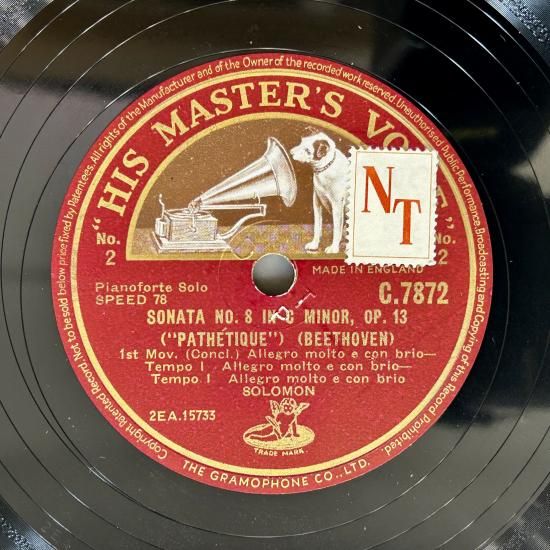 "HIS MASTER'S VO E"
Not to be sold below price fixed by Patentees. All rights of the Manufacturer and of the Owner of the recorded work reserved. Unauthorised Public Performance, Broadcasting and Copying of this Record Prohibited.
Copyright Patented Record.
NT
No. 2
No. 2
MADE IN ENGLAND
Pianoforte Solo
SPEED 78
C.7872
SONATA NO. 8 IN C MINOR, OP. 13
("PATHÉTIQUE") (BEETHOVEN)
1st Mov. (Concl.) Allegro molto e con brio—
Tempo I Allegro molto e con brio—
Tempo I Allegro molto e con brio
SOLOMON
2EA.15733
TRADE MARK
THE GRAMOPHONE CO., LTD.